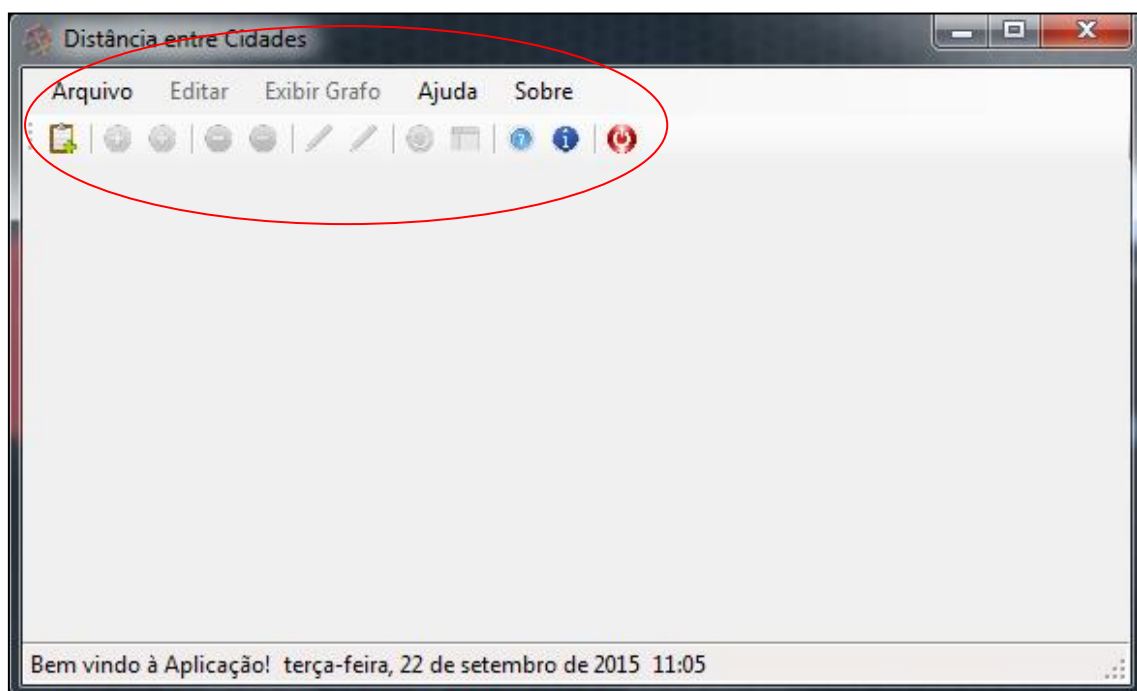 Distância entre Cidades
Arquivo Editar Exibir Grafo Ajuda Sobre
Bem vindo à Aplicação! terça-feira, 22 de setembro de 2015 11:05